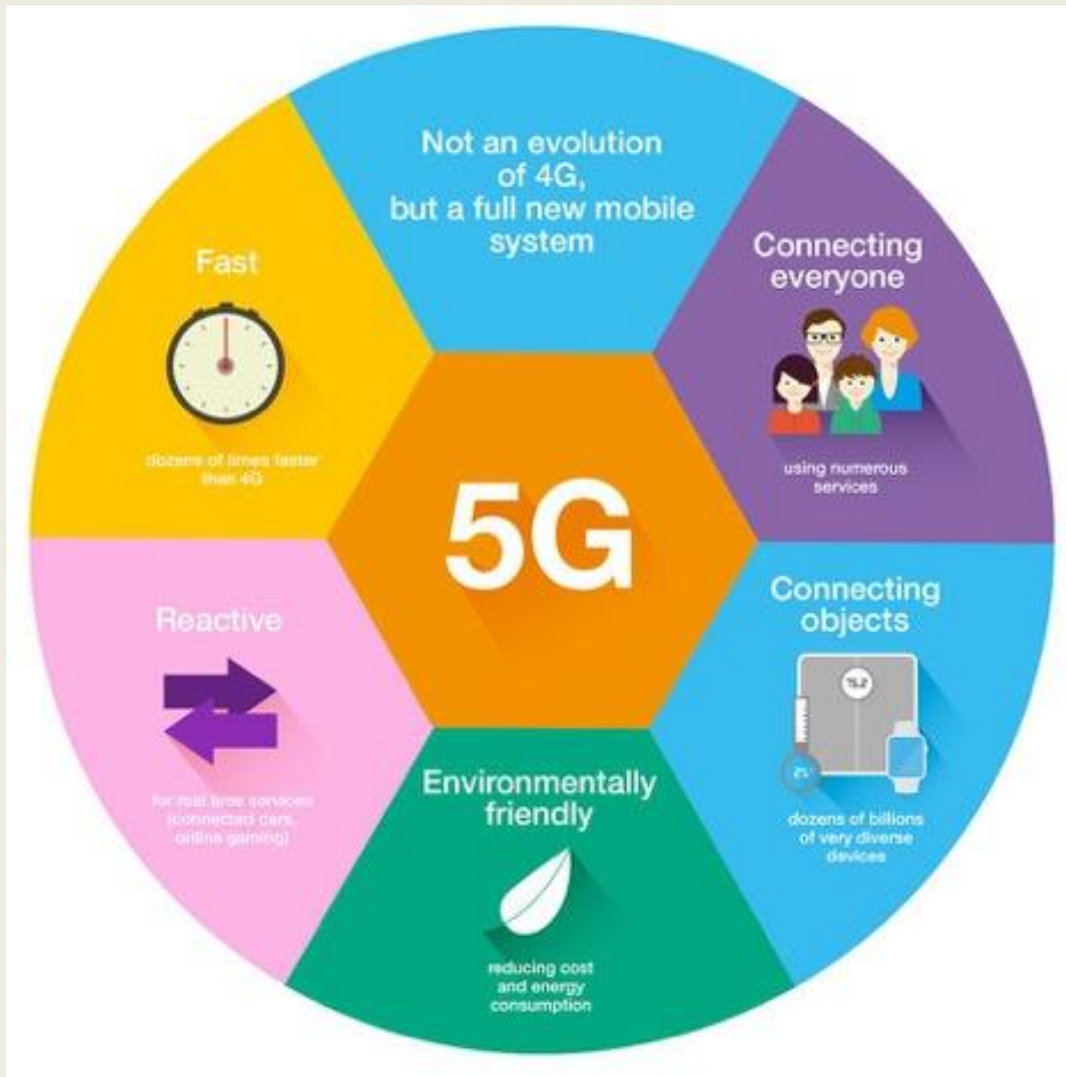 Not an evolution
of 4G,
but a full new mobile
system
Connecting
everyone
using numerous
services
Connecting
objects
dozens of billions
of very diverse
devices
Environmentally
friendly
reducing cost
and energy
consumption
Reactive
for real time services
(connected cars,
online gaming)
Fast
dozens of times faster
than 4G
5G